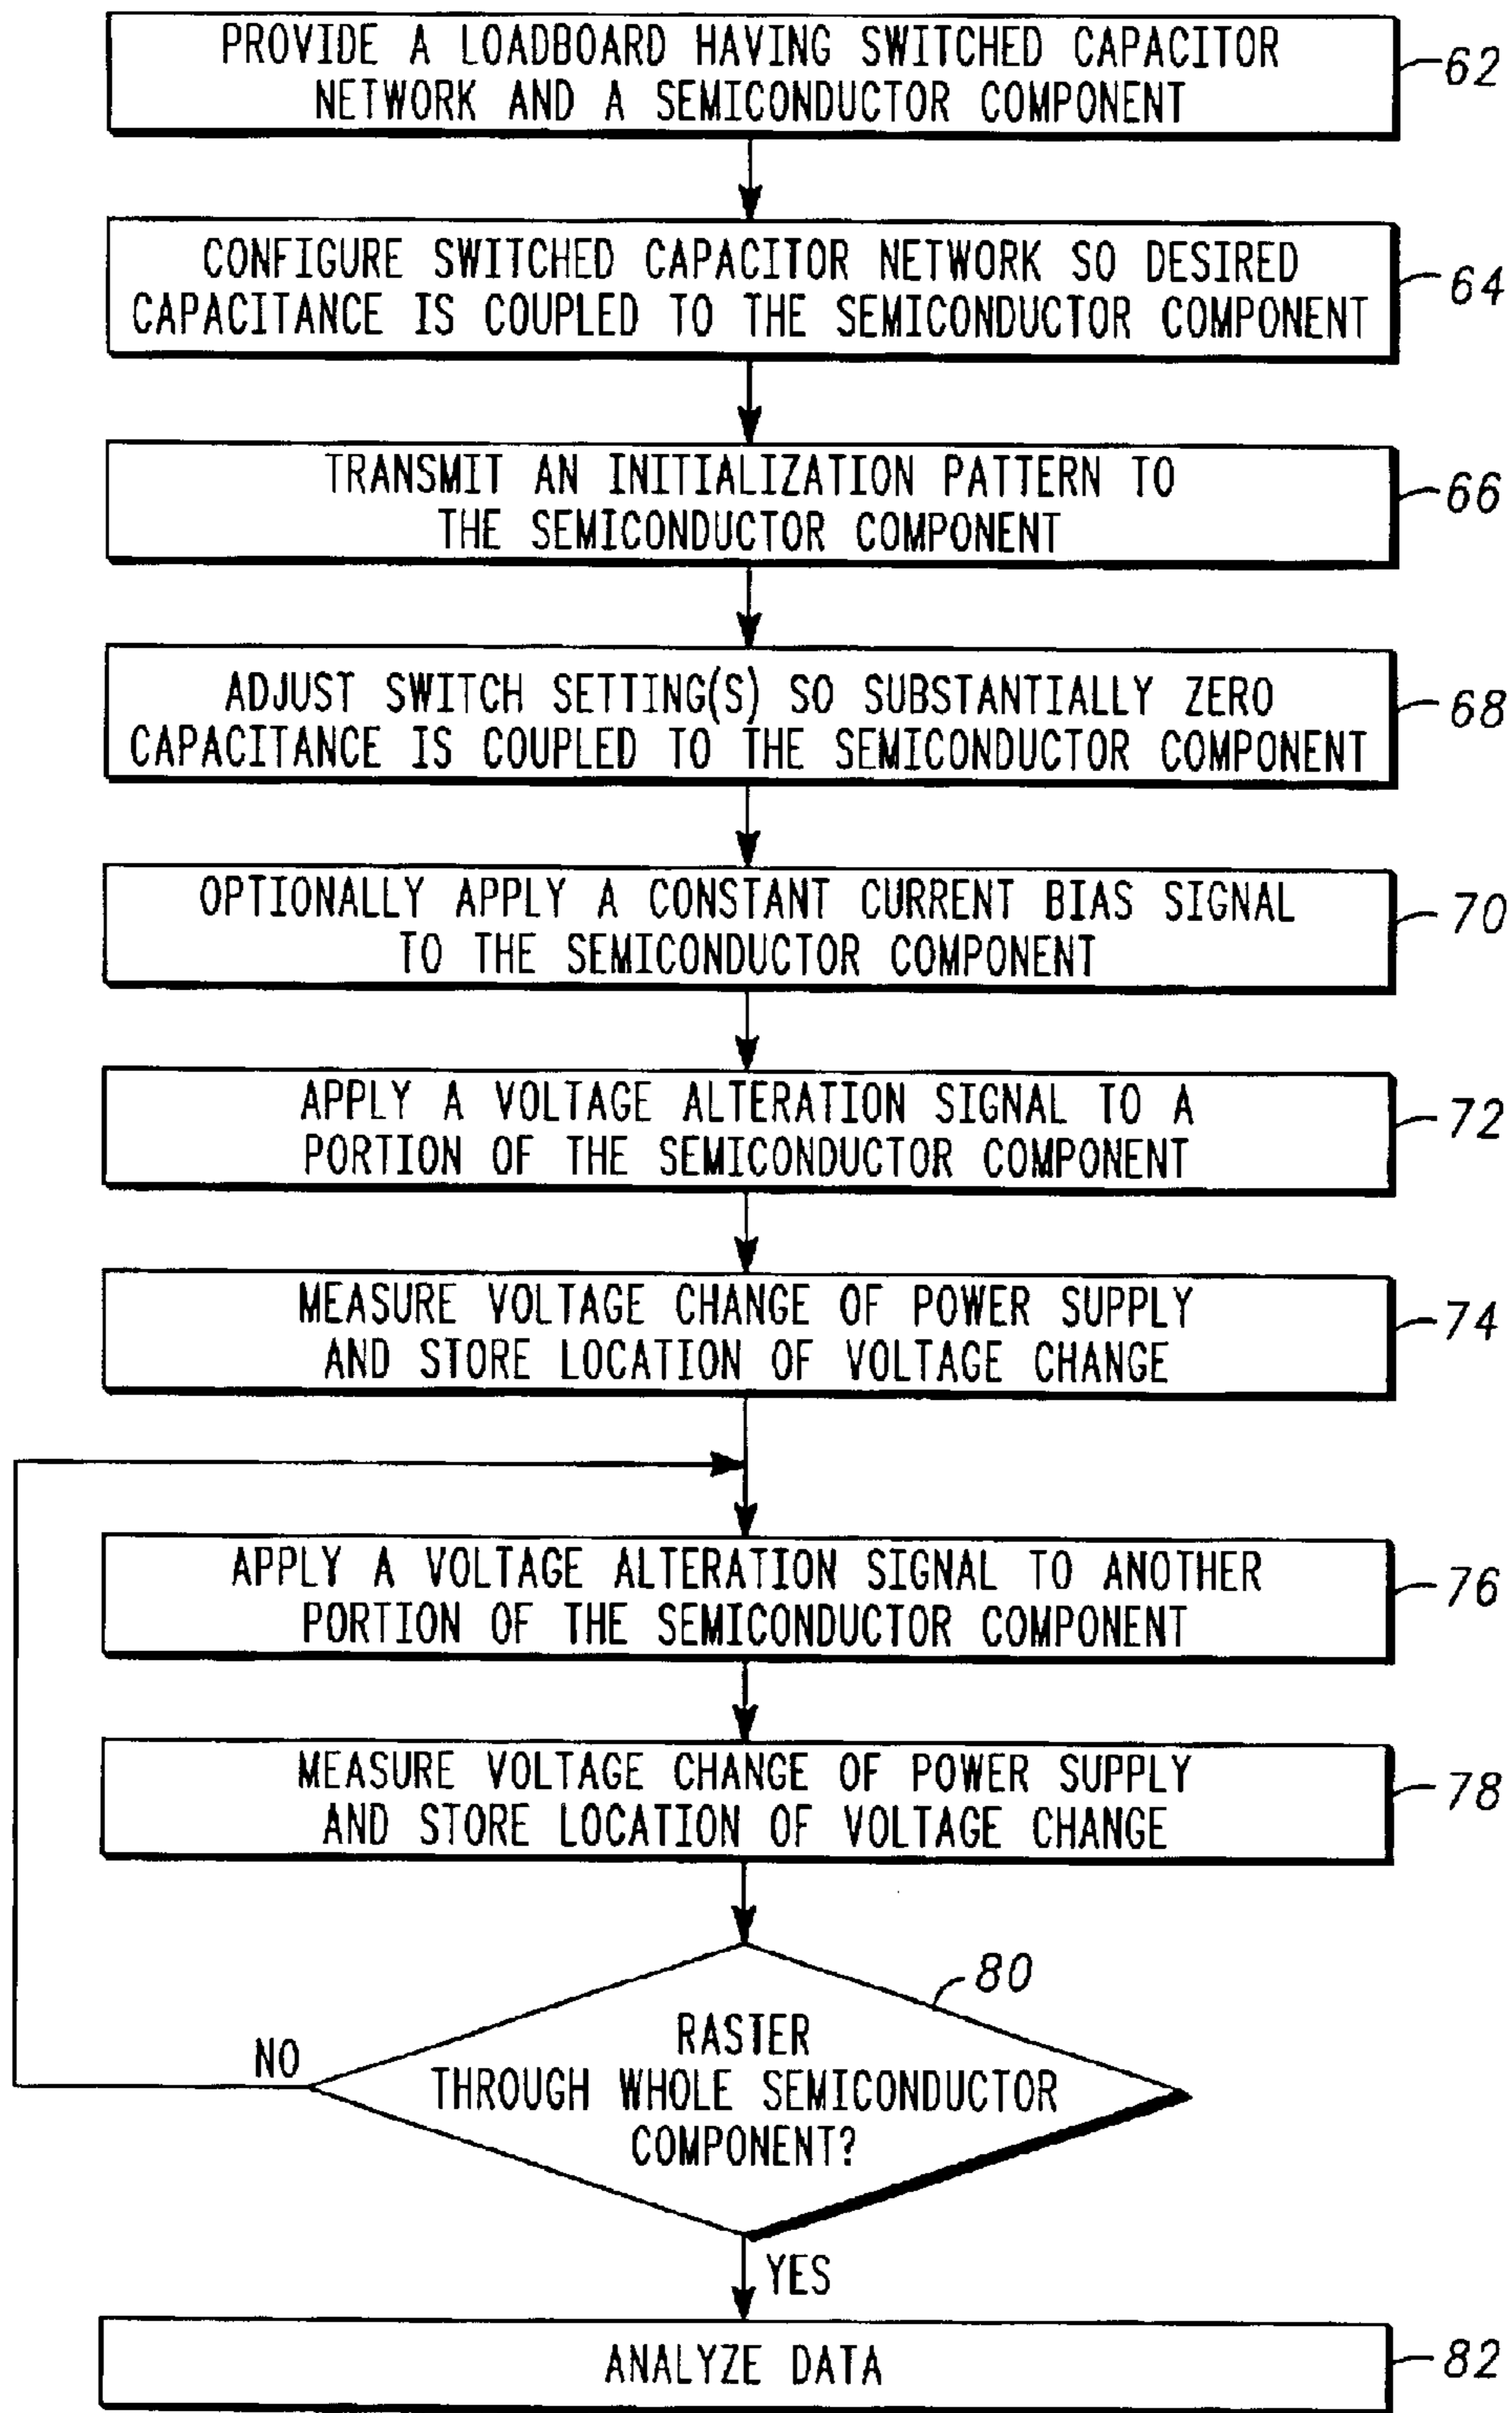 PROVIDE A LOADBOARD HAVING SWITCHED CAPACITOR
NETWORK AND A SEMICONDUCTOR COMPONENT
62
CONFIGURE SWITCHED CAPACITOR NETWORK SO DESIRED
CAPACITANCE IS COUPLED TO THE SEMICONDUCTOR COMPONENT
64
TRANSMIT AN INITIALIZATION PATTERN TO
THE SEMICONDUCTOR COMPONENT
66
ADJUST SWITCH SETTING(S) SO SUBSTANTIALLY ZERO
CAPACITANCE IS COUPLED TO THE SEMICONDUCTOR COMPONENT
68
OPTIONALLY APPLY A CONSTANT CURRENT BIAS SIGNAL
TO THE SEMICONDUCTOR COMPONENT
70
APPLY A VOLTAGE ALTERATION SIGNAL TO A
PORTION OF THE SEMICONDUCTOR COMPONENT
72
MEASURE VOLTAGE CHANGE OF POWER SUPPLY
AND STORE LOCATION OF VOLTAGE CHANGE
74
APPLY A VOLTAGE ALTERATION SIGNAL TO ANOTHER
PORTION OF THE SEMICONDUCTOR COMPONENT
76
MEASURE VOLTAGE CHANGE OF POWER SUPPLY
AND STORE LOCATION OF VOLTAGE CHANGE
78
80
RASTER
THROUGH WHOLE SEMICONDUCTOR
COMPONENT?
NO
YES
ANALYZE DATA
82